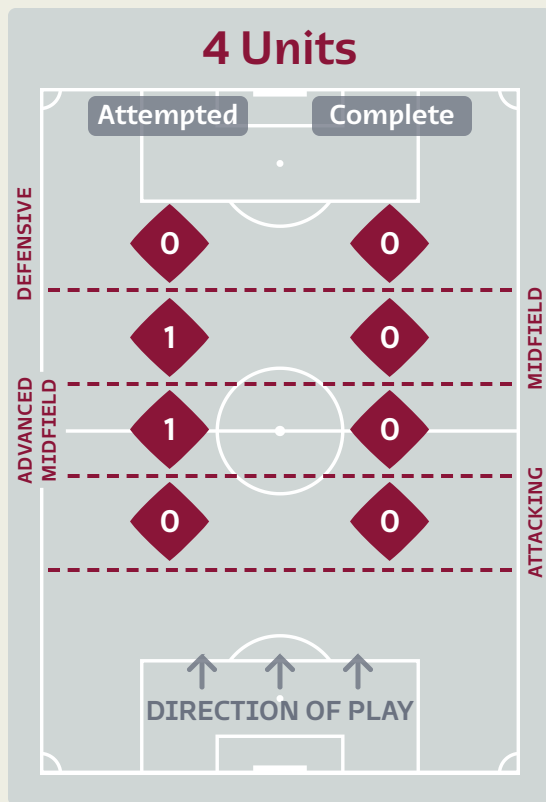 4 Units
Attempted Complete
DEFENSIVE
0 0
MIDFIELD
1 0
ADVANCED
MIDFIELD
1 0
ATTACKING
0 0
DIRECTION OF PLAY